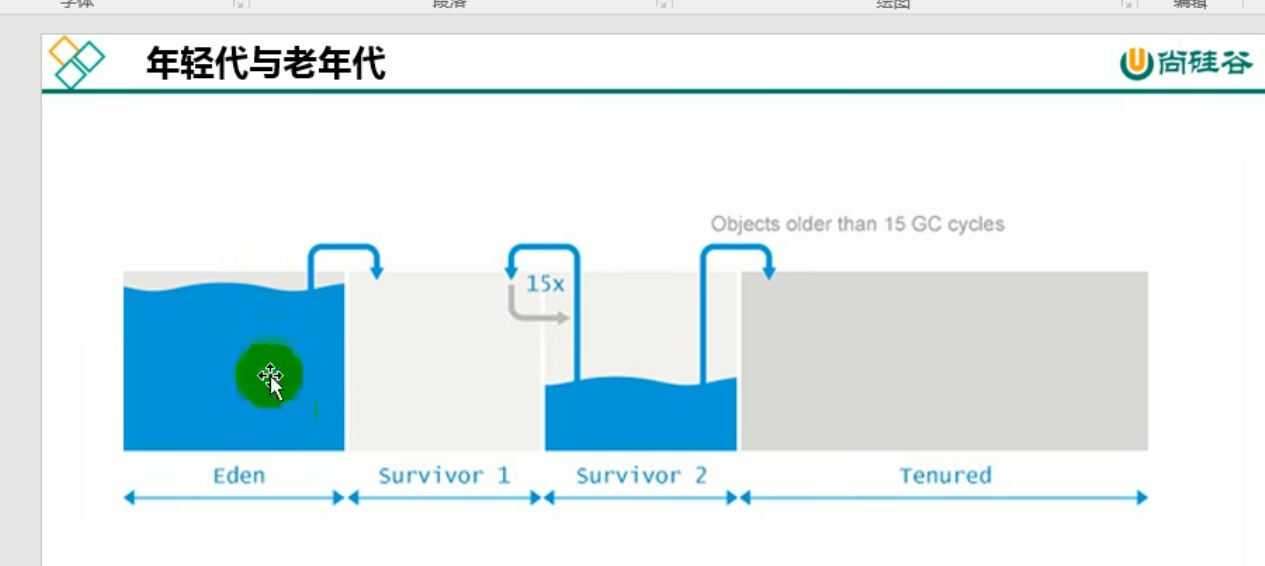 字体 段落 绘图 编辑
年轻代与老年代
尚硅谷
Objects older than 15 GC cycles
15x
Eden Survivor 1 Survivor 2 Tenured